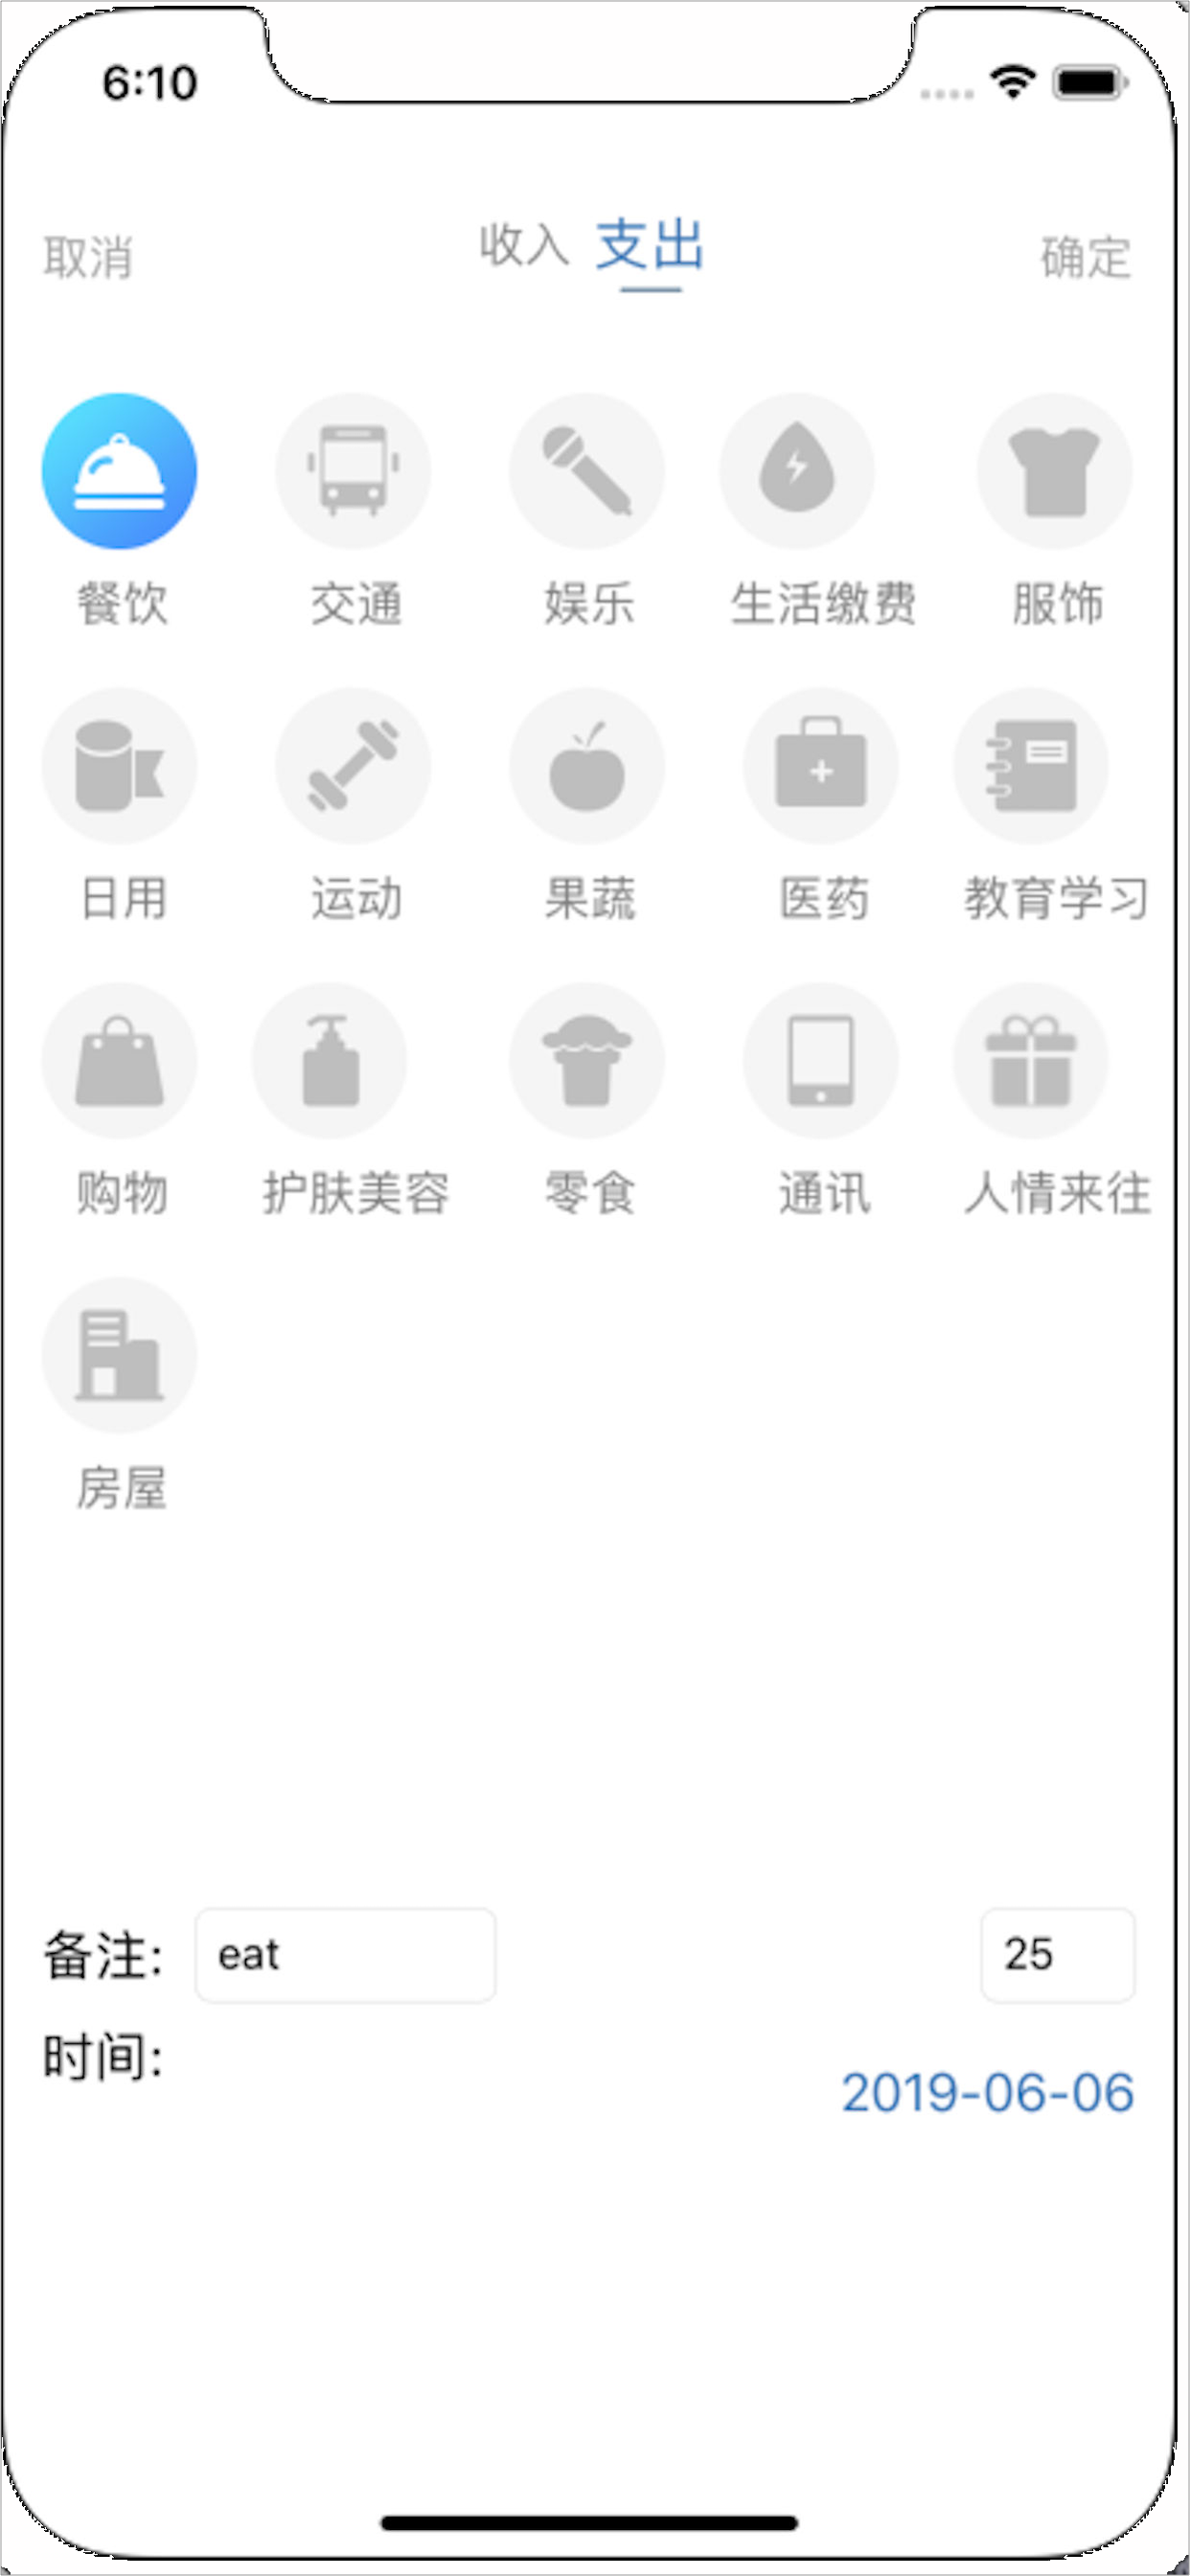 6:10
取消 收入 支出 确定
餐饮 交通 娱乐 生活缴费 服饰
日用 运动 果蔬 医药 教育学习
购物 护肤美容 零食 通讯 人情来往
房屋
备注: eat 25
时间:
2019-06-06